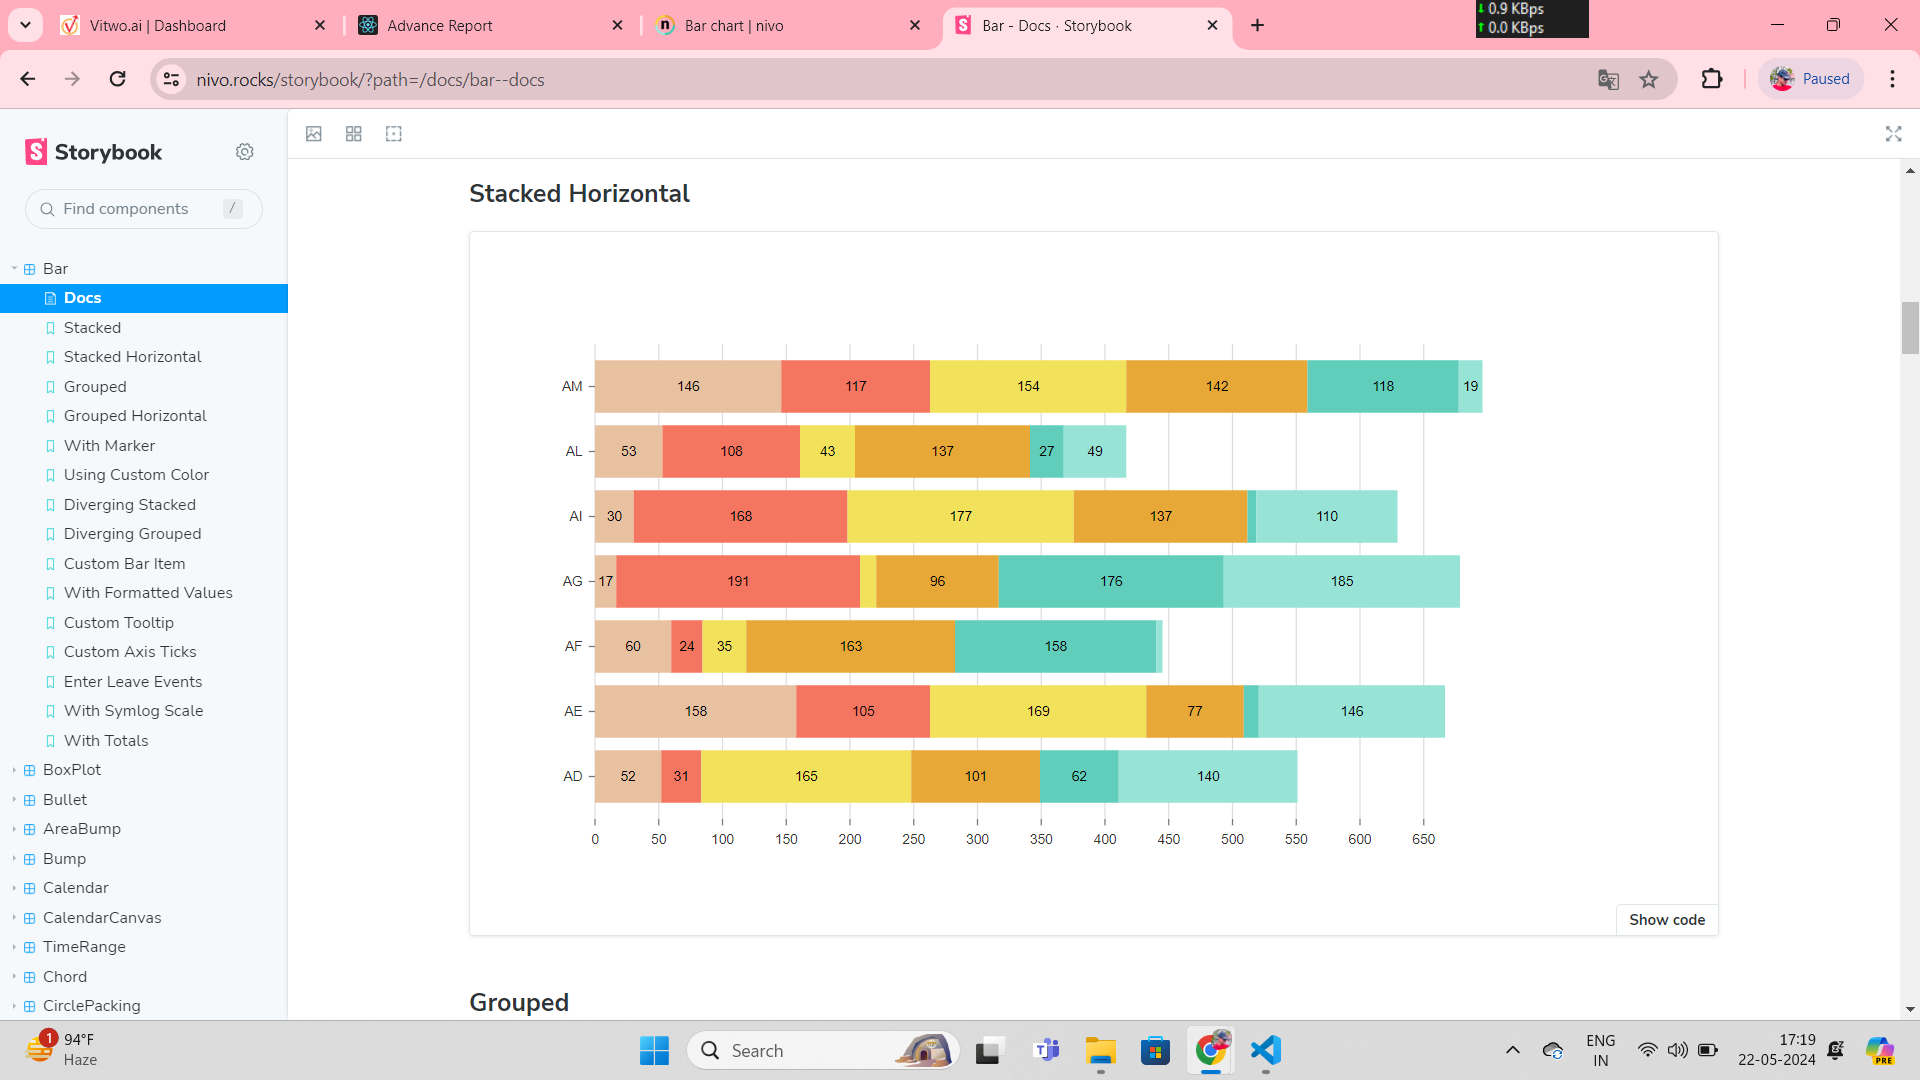 Vitwo.ai | Dashboard
Advance Report
Bar chart | nivo
Bar - Docs · Storybook
0.9 KBps
0.0 KBps
nivo.rocks/storybook/?path=/docs/bar--docs
Paused
Storybook
Find components /
Bar
Docs
Stacked
Stacked Horizontal
Grouped
Grouped Horizontal
With Marker
Using Custom Color
Diverging Stacked
Diverging Grouped
Custom Bar Item
With Formatted Values
Custom Tooltip
Custom Axis Ticks
Enter Leave Events
With Symlog Scale
With Totals
BoxPlot
Bullet
AreaBump
Bump
Calendar
CalendarCanvas
TimeRange
Chord
CirclePacking
Stacked Horizontal
AM 146 117 154 142 118 19
AL 53 108 43 137 27 49
AI 30 168 177 137 110
AG 17 191 96 176 185
AF 60 24 35 163 158
AE 158 105 169 77 146
AD 52 31 165 101 62 140
0 50 100 150 200 250 300 350 400 450 500 550 600 650
Show code
Grouped
1
94°F
Haze
Search
ENG
IN
17:19
22-05-2024
PRE